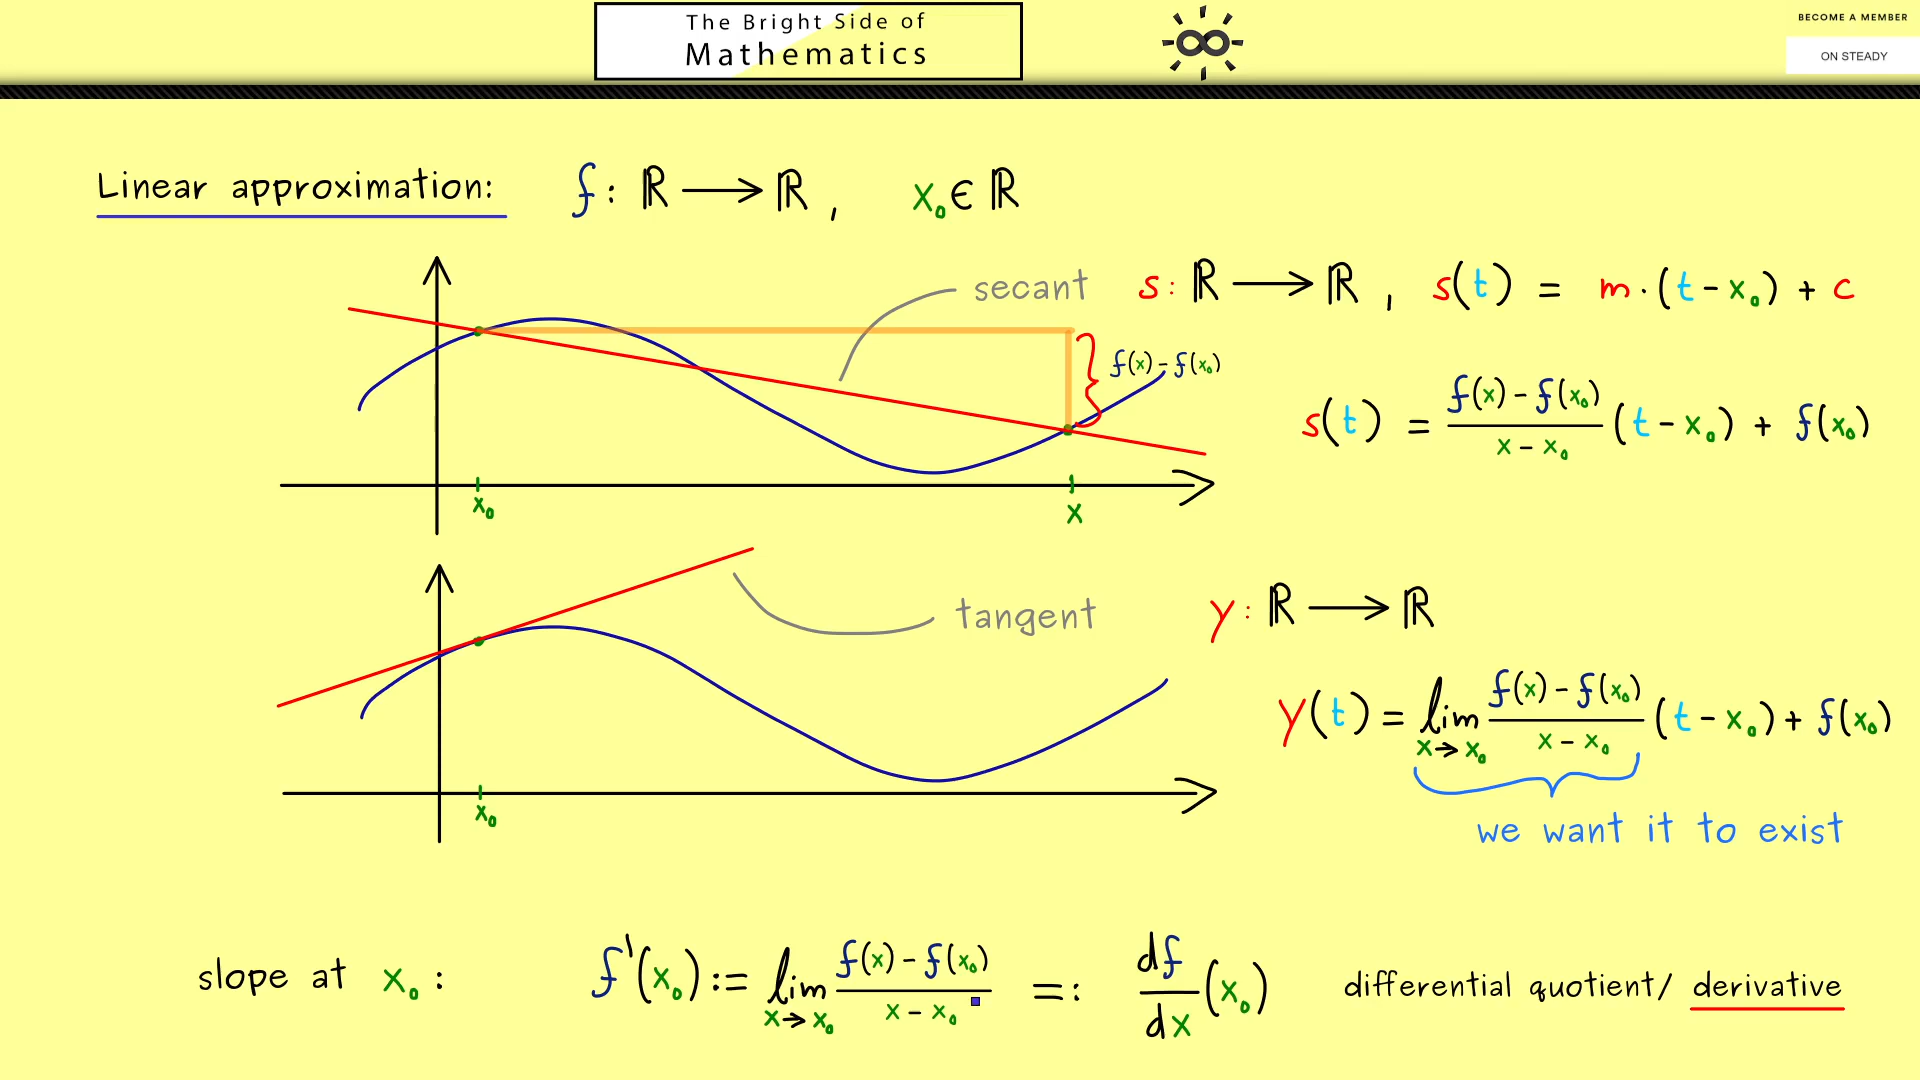 The Bright Side of
Mathematics
BECOME A MEMBER
ON STEADY
Linear approximation: f: ℝ ⟶ ℝ , x₀ ∈ ℝ
secant s: ℝ ⟶ ℝ , s(t) = m·(t - x₀) + c
f(x) - f(x₀)
s(t) = (f(x) - f(x₀))/(x - x₀) (t - x₀) + f(x₀)
x₀ x
tangent y: ℝ ⟶ ℝ
y(t) = lim x→x₀ (f(x) - f(x₀))/(x - x₀) (t - x₀) + f(x₀)
x₀
we want it to exist
slope at x₀ : f'(x₀) := lim x→x₀ (f(x) - f(x₀))/(x - x₀) =: df/dx (x₀) differential quotient/ derivative